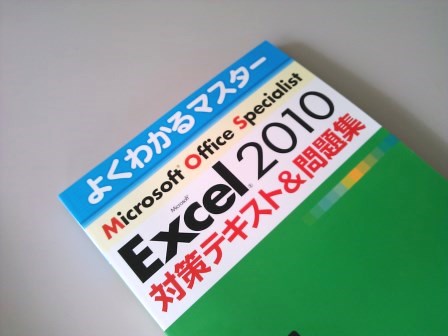 よくわかるマスター
Microsoft® Office Specialist
Microsoft®
Excel® 2010
対策テキスト&問題集